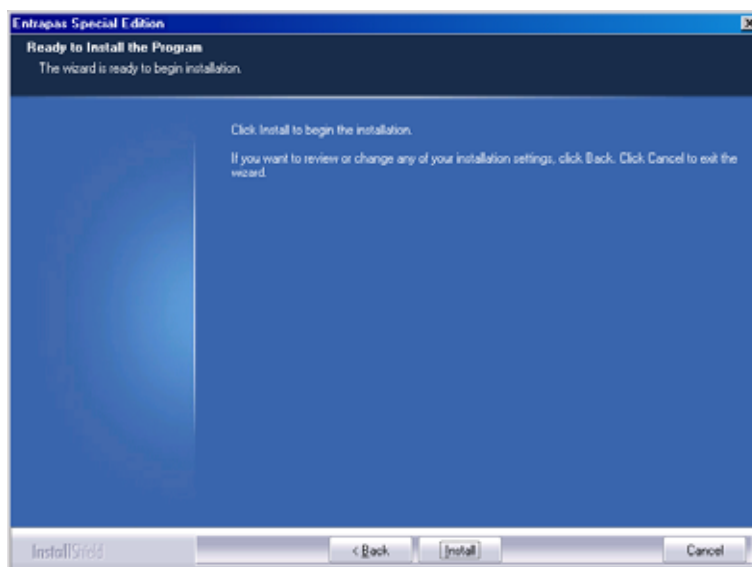 Entrapas Special Edition
Ready to Install the Program
The wizard is ready to begin installation.
Click Install to begin the installation.
If you want to review or change any of your installation settings, click Back. Click Cancel to exit the
wizard.
InstallShield
< Back
Install
Cancel